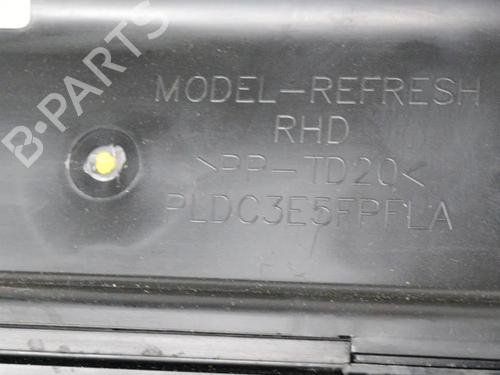 B-PARTS
MODEL-REFRESH
RHD
>PP-TD20<
PLDC3E5FPFLA